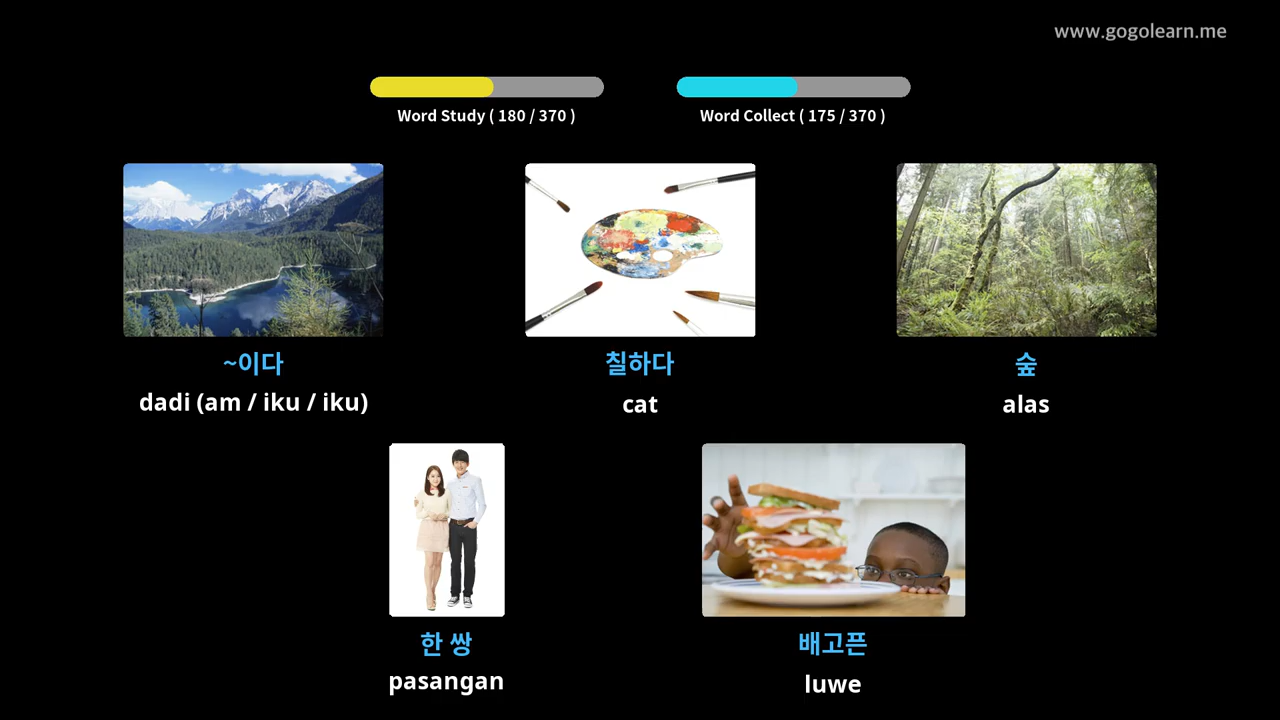 www.gogolearn.me
Word Study ( 180 / 370 )
Word Collect ( 175 / 370 )
~이다
dadi (am / iku / iku)
칠하다
cat
숲
alas
한 쌍
pasangan
배고픈
luwe